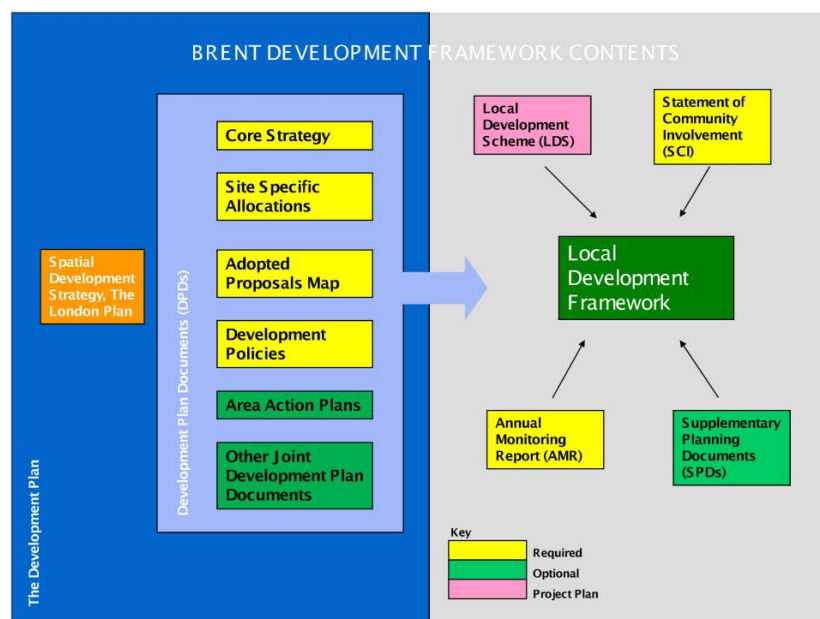 BRENT DEVELOPMENT FRAMEWORK CONTENTS
The Development Plan
Spatial
Development
Strategy, The
London Plan
Development Plan Documents (DPDs)
Core Strategy
Site Specific
Allocations
Adopted
Proposals Map
Development
Policies
Area Action Plans
Other Joint
Development Plan
Documents
Local
Development
Scheme (LDS)
Statement of
Community
Involvement
(SCI)
Local
Development
Framework
Annual
Monitoring
Report (AMR)
Supplementary
Planning
Documents
(SPDs)
Key
Required
Optional
Project Plan